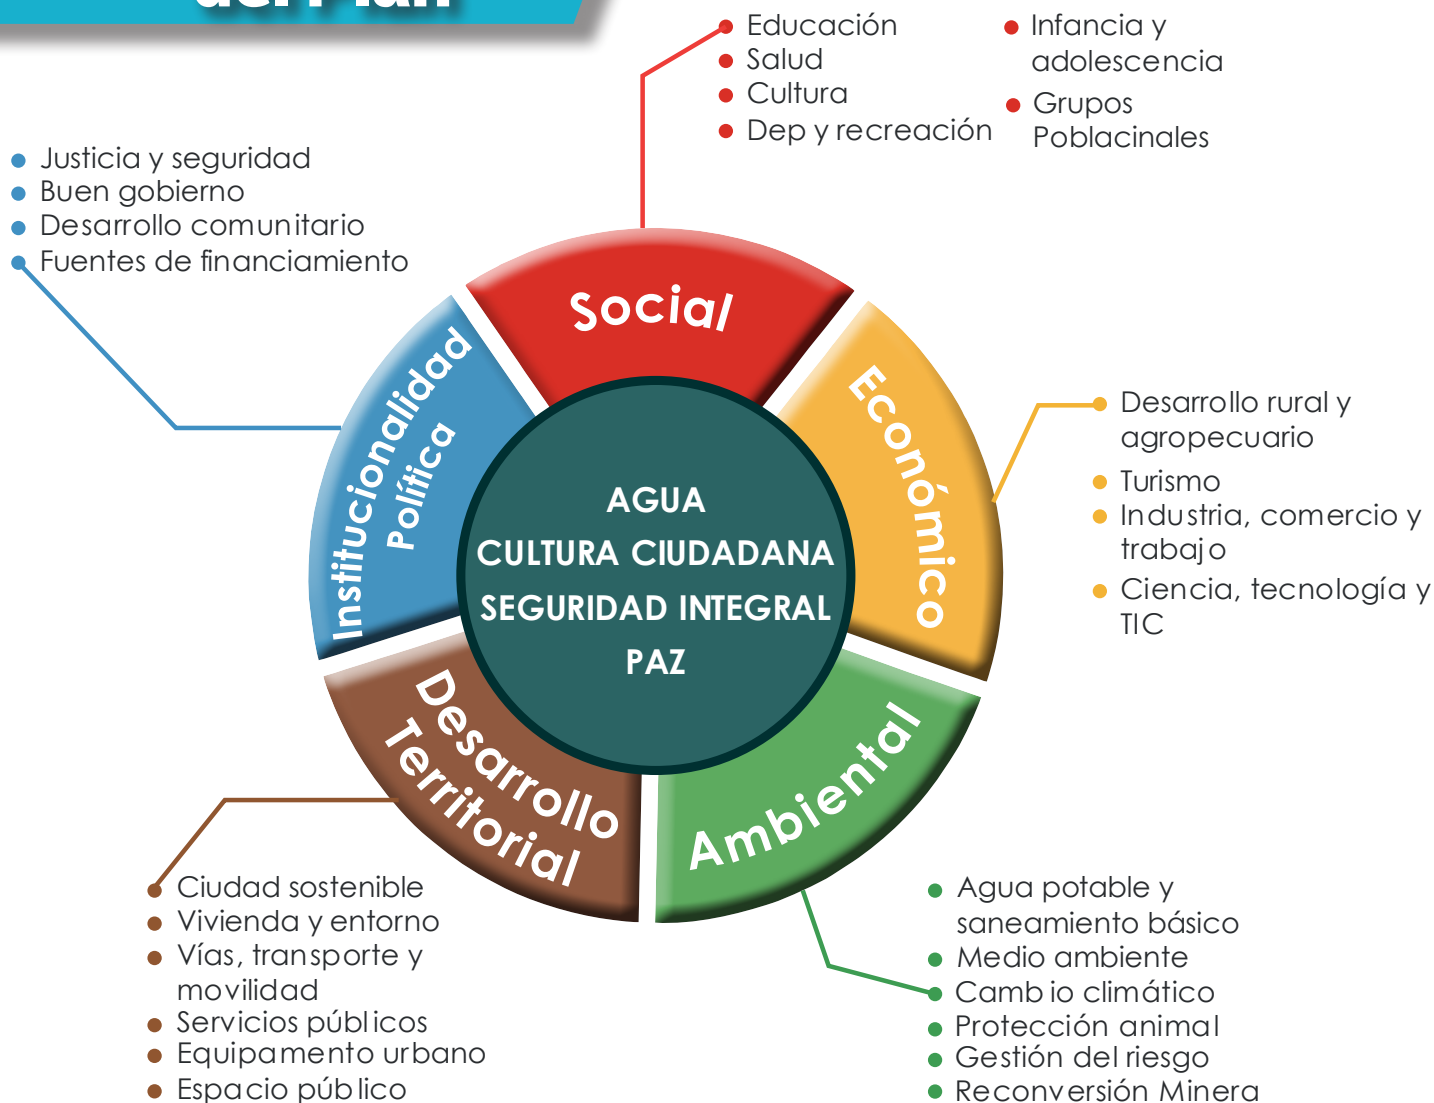 del Plan
Educación
Salud
Cultura
Dep y recreación
Infancia y
adolescencia
Grupos
Poblacinales
Justicia y seguridad
Buen gobierno
Desarrollo comunitario
Fuentes de financiamiento
Social
Institucionalidad
Política
Económico
Desarrollo rural y
agropecuario
Turismo
Industria, comercio y
trabajo
Ciencia, tecnología y
TIC
AGUA
CULTURA CIUDADANA
SEGURIDAD INTEGRAL
PAZ
Desarrollo
Territorial
Ambiental
Ciudad sostenible
Vivienda y entorno
Vías, transporte y
movilidad
Servicios públicos
Equipamento urbano
Espacio público
Agua potable y
saneamiento básico
Medio ambiente
Cambio climático
Protección animal
Gestión del riesgo
Reconversión Minera